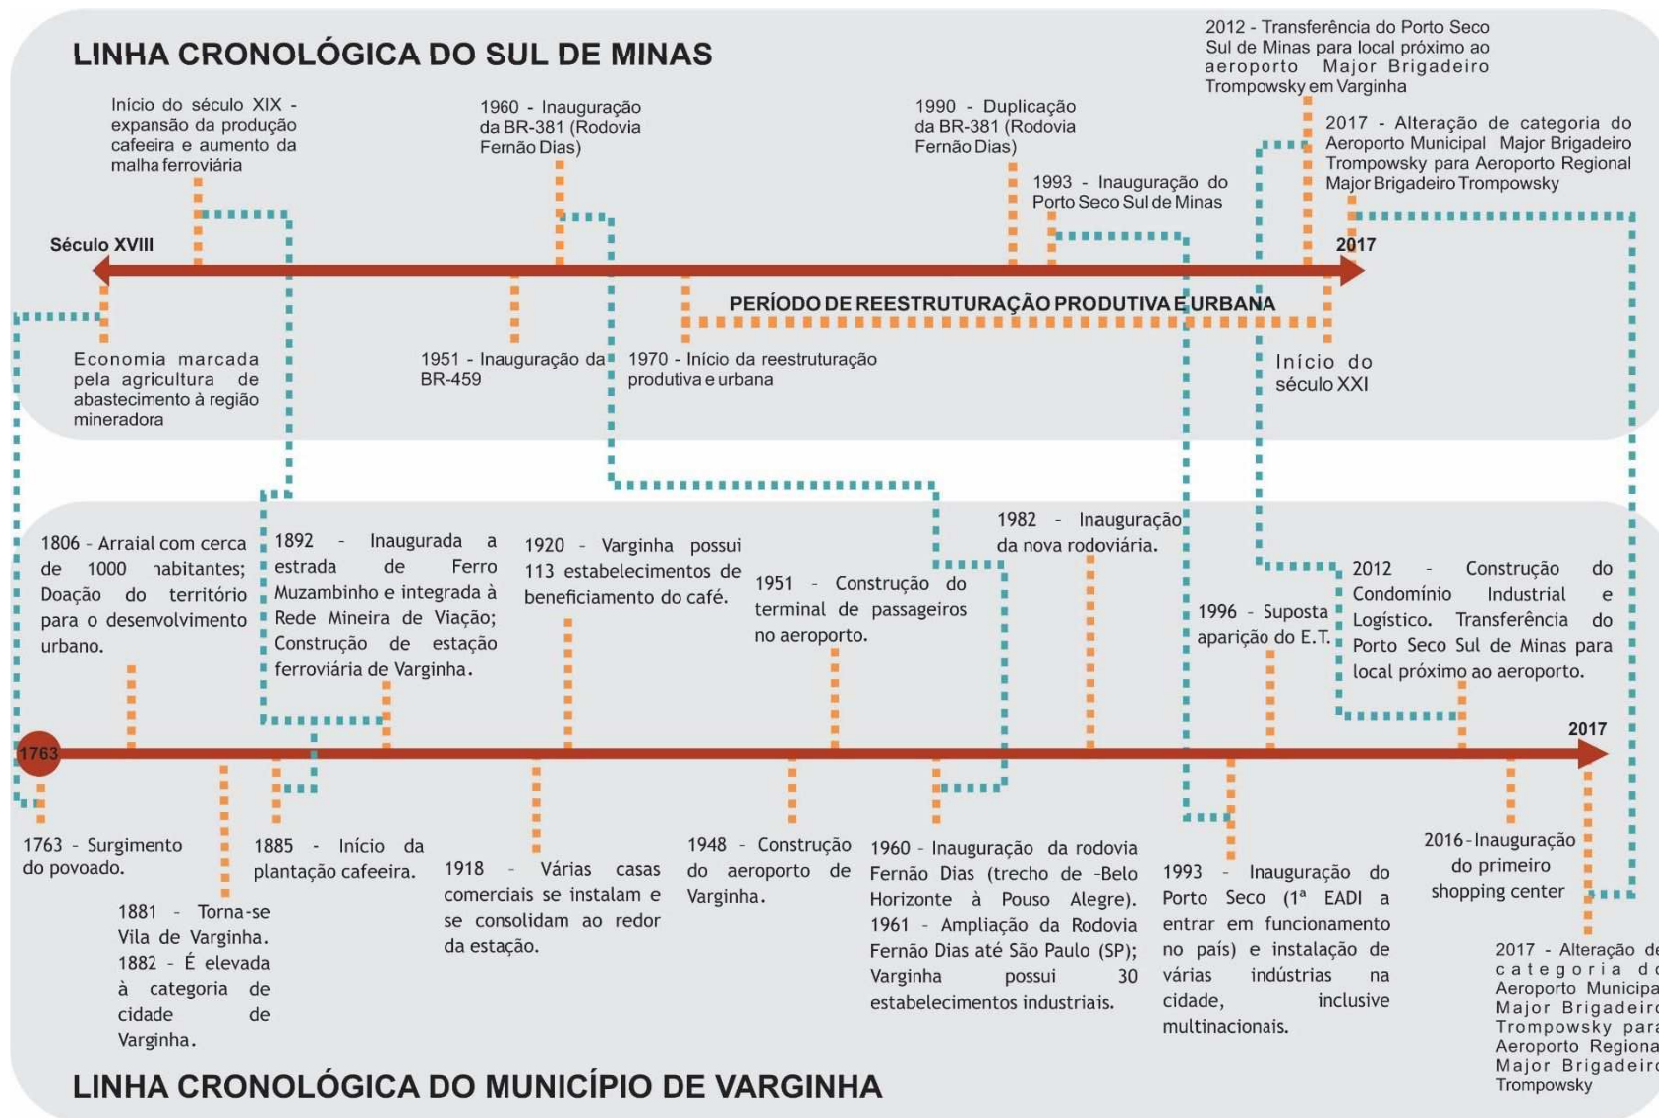 LINHA CRONOLÓGICA DO SUL DE MINAS
Início do século XIX -
expansão da produção
cafeeira e aumento da
malha ferroviária
1960 - Inauguração
da BR-381 (Rodovia
Fernão Dias)
1990 - Duplicação
da BR-381 (Rodovia
Fernão Dias)
1993 - Inauguração do
Porto Seco Sul de Minas
2012 - Transferência do Porto Seco
Sul de Minas para local próximo ao
aeroporto Major Brigadeiro
Trompowsky em Varginha
2017 - Alteração de categoria do
Aeroporto Municipal Major Brigadeiro
Trompowsky para Aeroporto Regional
Major Brigadeiro Trompowsky
Século XVIII
2017
PERÍODO DE REESTRUTURAÇÃO PRODUTIVA E URBANA
Economia marcada
pela agricultura de
abastecimento à região
mineradora
1951 - Inauguração da
BR-459
1970 - Início da reestruturação
produtiva e urbana
Início do
século XXI
1806 - Arraial com cerca
de 1000 habitantes;
Doação do território
para o desenvolvimento
urbano.
1892 - Inaugurada a
estrada de Ferro
Muzambinho e integrada à
Rede Mineira de Viação;
Construção de estação
ferroviária de Varginha.
1920 - Varginha possui
113 estabelecimentos de
beneficiamento do café.
1951 - Construção do
terminal de passageiros
no aeroporto.
1982 - Inauguração
da nova rodoviária.
1996 - Suposta
aparição do E.T.
2012 - Construção do
Condomínio Industrial e
Logístico. Transferência do
Porto Seco Sul de Minas para
local próximo ao aeroporto.
1763
2017
1763 - Surgimento
do povoado.
1881 - Torna-se
Vila de Varginha.
1882 - É elevada
à categoria de
cidade de
Varginha.
1885 - Início da
plantação cafeeira.
1918 - Várias casas
comerciais se instalam e
se consolidam ao redor
da estação.
1948 - Construção
do aeroporto de
Varginha.
1960 - Inauguração da rodovia
Fernão Dias (trecho de -Belo
Horizonte à Pouso Alegre).
1961 - Ampliação da Rodovia
Fernão Dias até São Paulo (SP);
Varginha possui 30
estabelecimentos industriais.
1993 - Inauguração do
Porto Seco (1ª EADI a
entrar em funcionamento
no país) e instalação de
várias indústrias na
cidade, inclusive
multinacionais.
2016-Inauguração
do primeiro
shopping center
2017 - Alteração de
categoria do
Aeroporto Municipal
Major Brigadeiro
Trompowsky para
Aeroporto Regional
Major Brigadeiro
Trompowsky
LINHA CRONOLÓGICA DO MUNICÍPIO DE VARGINHA